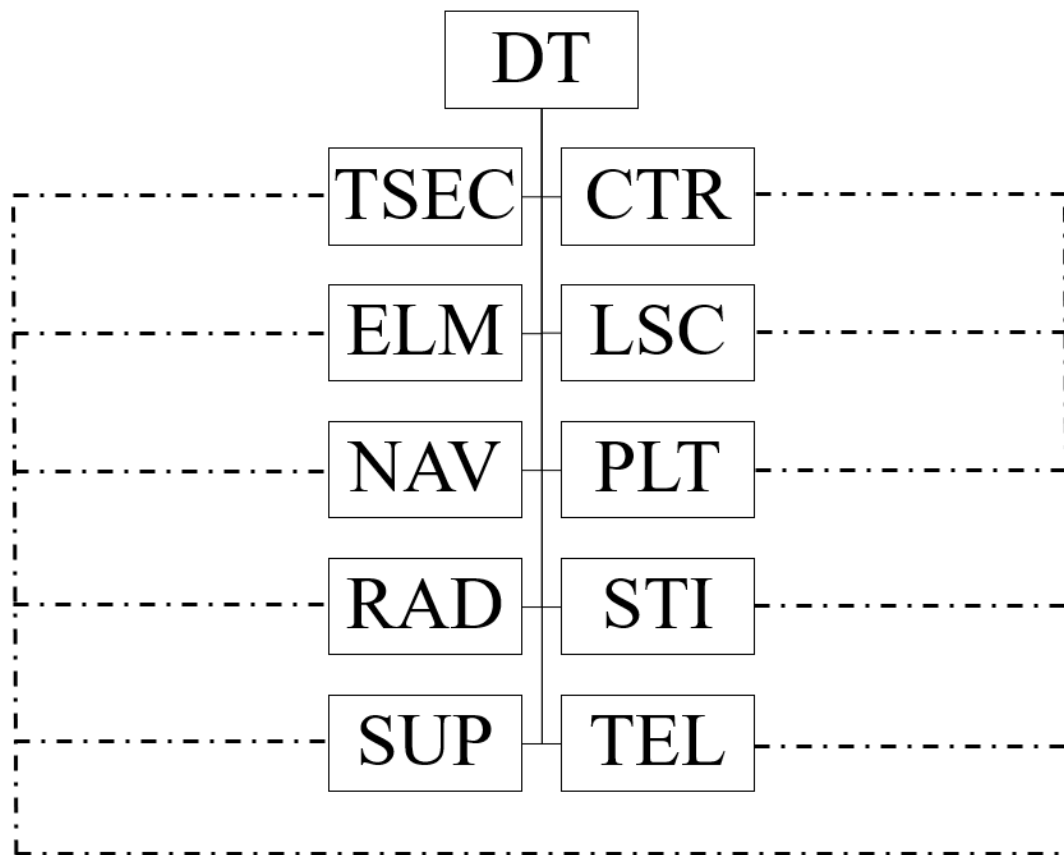 DT
TSEC
CTR
ELM
LSC
NAV
PLT
RAD
STI
SUP
TEL